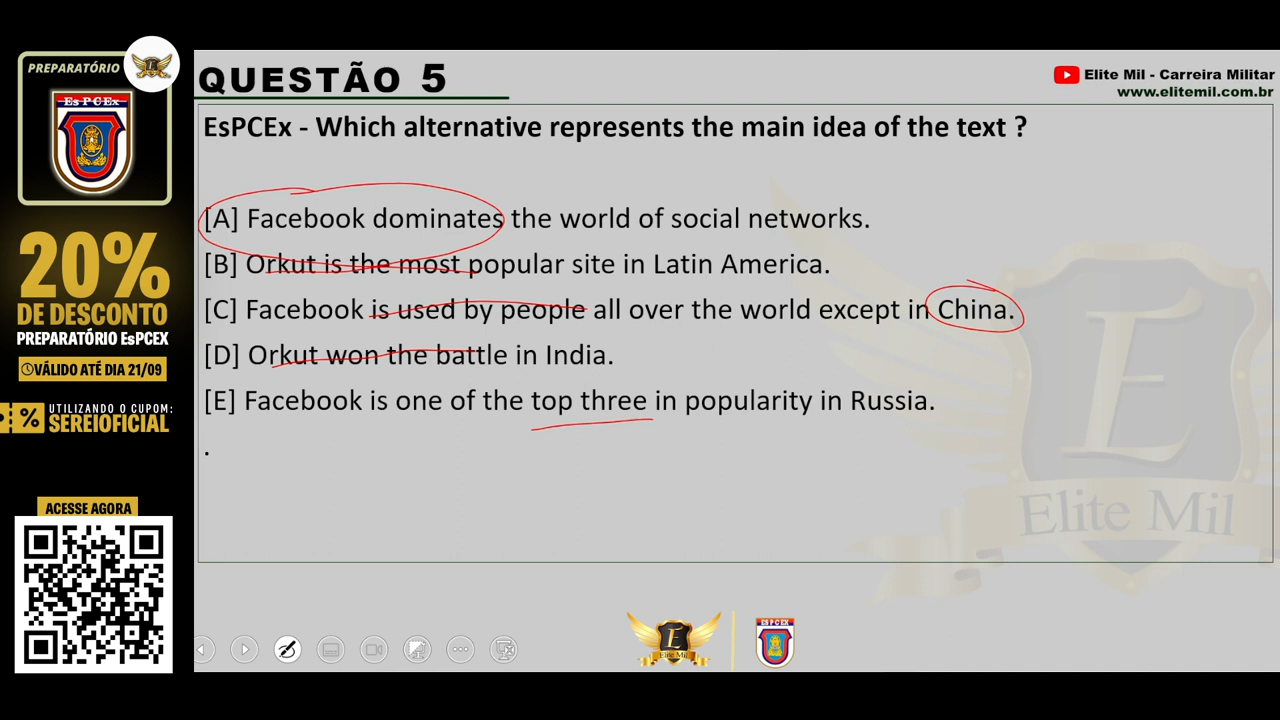 PREPARATÓRIO
EsPCEx
20%
DE DESCONTO
PREPARATÓRIO EsPCEX
VÁLIDO ATÉ DIA 21/09
%
UTILIZANDO O CUPOM:
SEREIOFICIAL
ACESSE AGORA
QUESTÃO 5
Elite Mil - Carreira Militar
www.elitemil.com.br
EsPCEx - Which alternative represents the main idea of the text ?
[A] Facebook dominates the world of social networks.
[B] Orkut is the most popular site in Latin America.
[C] Facebook is used by people all over the world except in China.
[D] Orkut won the battle in India.
[E] Facebook is one of the top three in popularity in Russia.
.
E
Elite Mil
E
Elite Mil
EsPCEx